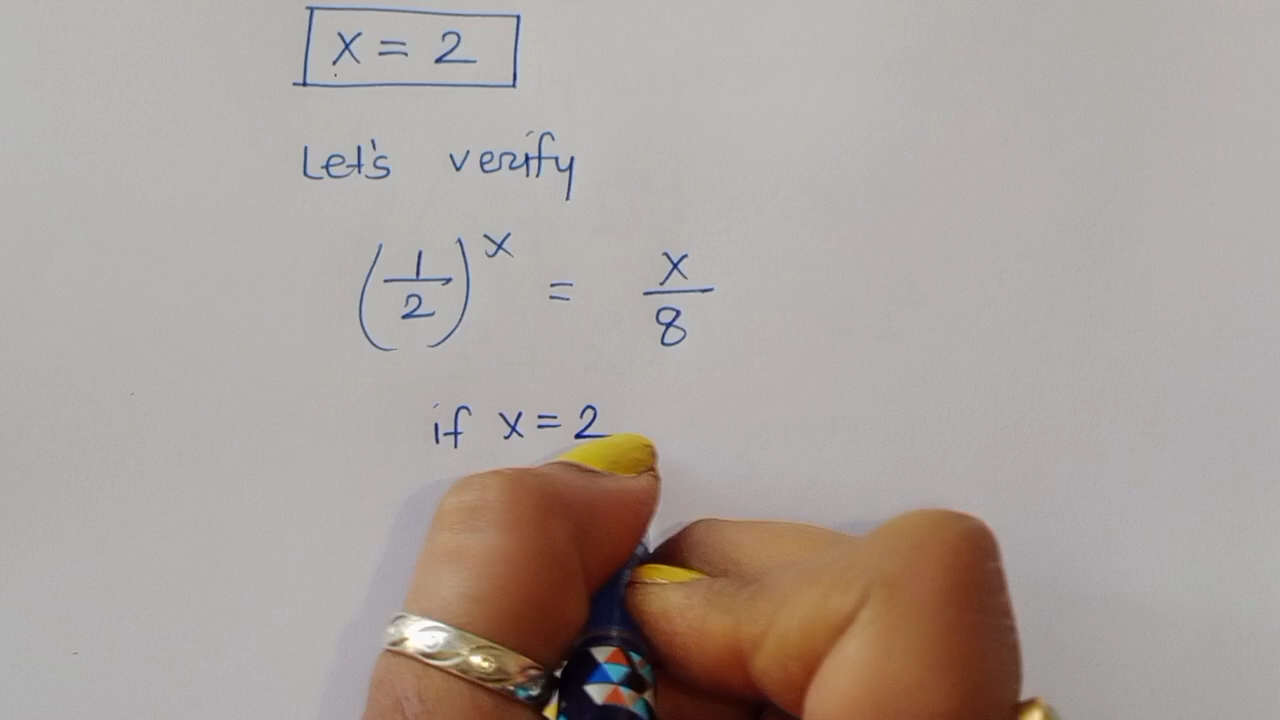 x = 2
Let's verify
(1/2)^x = x/8
if x = 2